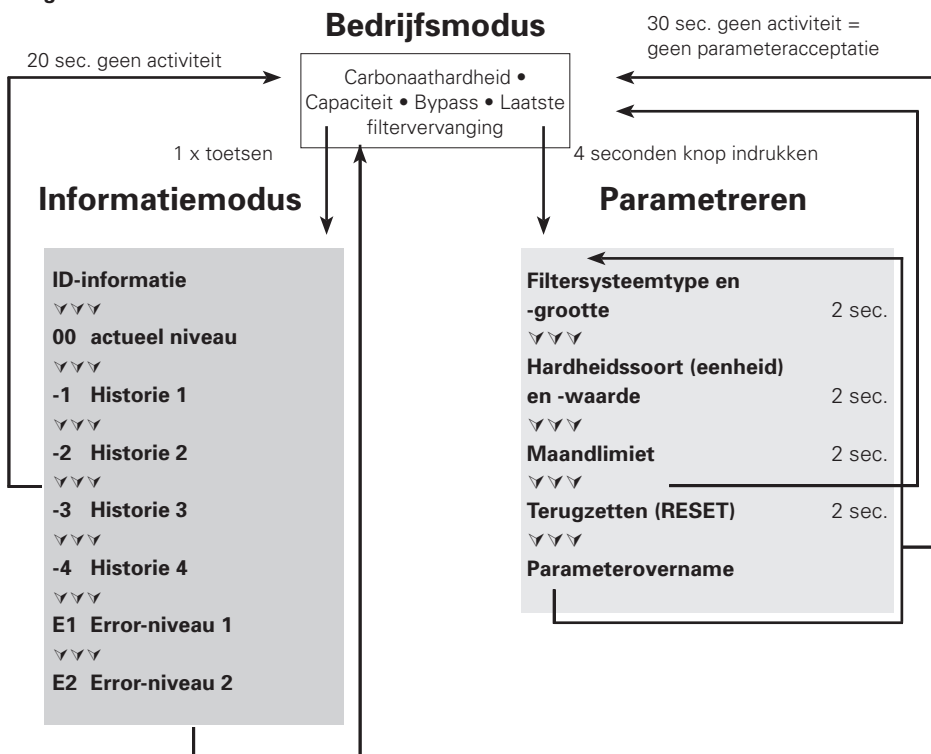 Bedrijfsmodus
30 sec. geen activiteit =
geen parameteracceptatie
20 sec. geen activiteit
Carbonaathardheid •
Capaciteit • Bypass • Laatste
filtervervanging
1 x toetsen
4 seconden knop indrukken
Informatiemodus
Parametreren
ID-informatie
00 actueel niveau
-1 Historie 1
-2 Historie 2
-3 Historie 3
-4 Historie 4
E1 Error-niveau 1
E2 Error-niveau 2
Filtersysteemtype en
-grootte 2 sec.
Hardheidssoort (eenheid)
en -waarde 2 sec.
Maandlimiet 2 sec.
Terugzetten (RESET) 2 sec.
Parameterovername